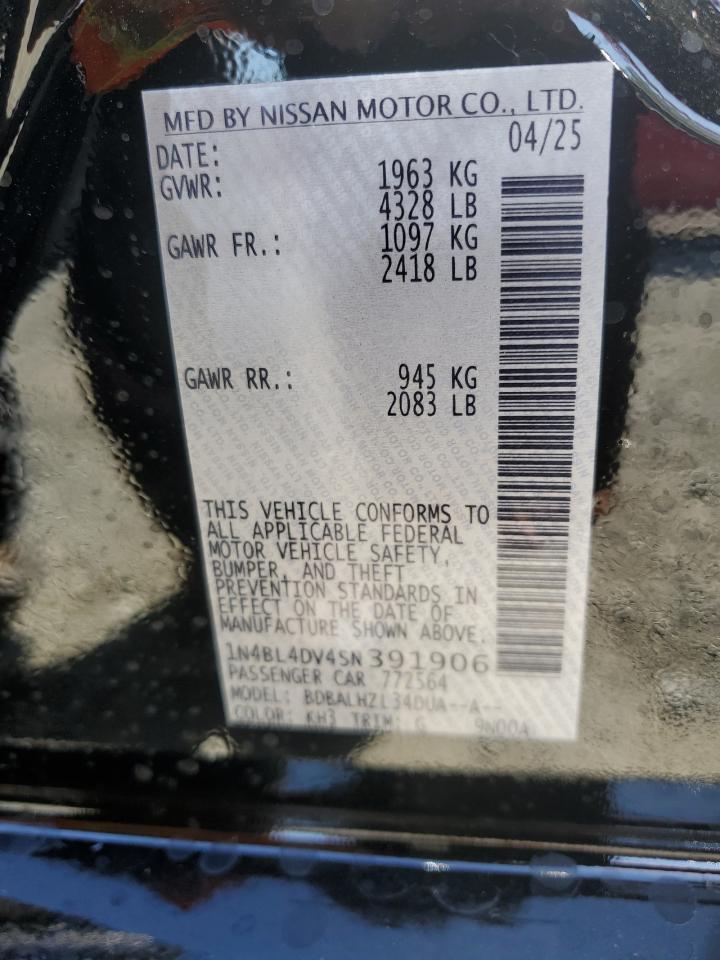 MFD BY NISSAN MOTOR CO., LTD.
DATE: 04/25
GVWR: 1963 KG
4328 LB
GAWR FR.: 1097 KG
2418 LB
GAWR RR.: 945 KG
2083 LB
THIS VEHICLE CONFORMS TO
ALL APPLICABLE FEDERAL
MOTOR VEHICLE SAFETY,
BUMPER, AND THEFT
PREVENTION STANDARDS IN
EFFECT ON THE DATE OF
MANUFACTURE SHOWN ABOVE.
1N4BL4DV4SN391906
PASSENGER CAR 772564
MODEL: BDBALHZL34DUA--A--
COLOR: KH3 TRIM: G 9N00A